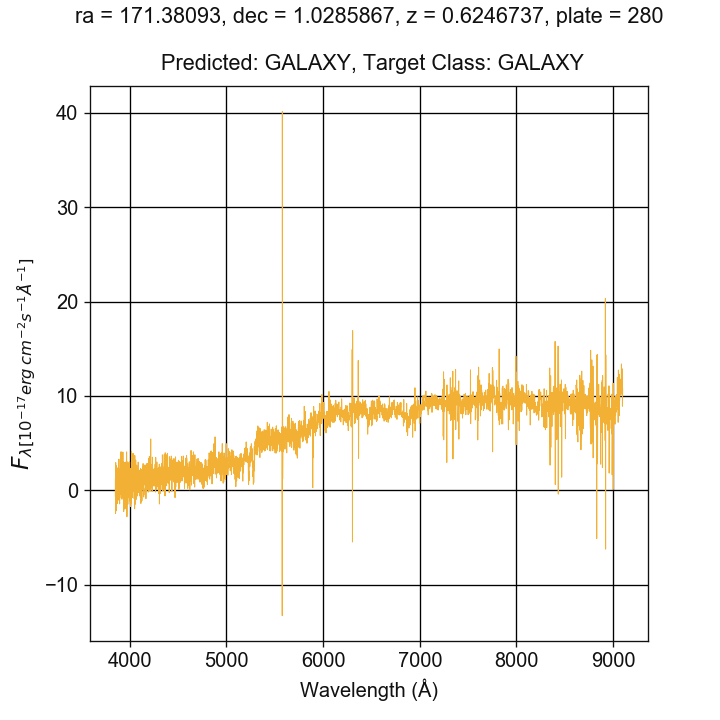 ra = 171.38093, dec = 1.0285867, z = 0.6246737, plate = 280
Predicted: GALAXY, Target Class: GALAXY
40
30
20
10
0
−10
F_λ[10^{-17} erg cm^{-2} s^{-1} Å^{-1}]
4000 5000 6000 7000 8000 9000
Wavelength (Å)